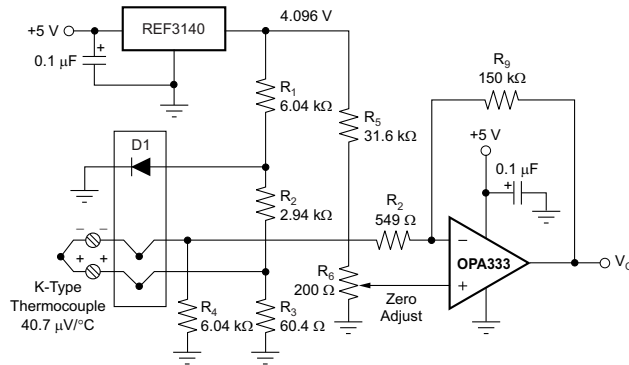 +5 V
REF3140
4.096 V
+
0.1 μF
R1
6.04 kΩ
R5
31.6 kΩ
R9
150 kΩ
+5 V
0.1 μF
+
D1
R2
2.94 kΩ
R2
549 Ω
− −
+ +
K-Type
Thermocouple
40.7 μV/°C
R4
6.04 kΩ
R3
60.4 Ω
R6
200 Ω
Zero
Adjust
−
OPA333
+
VO